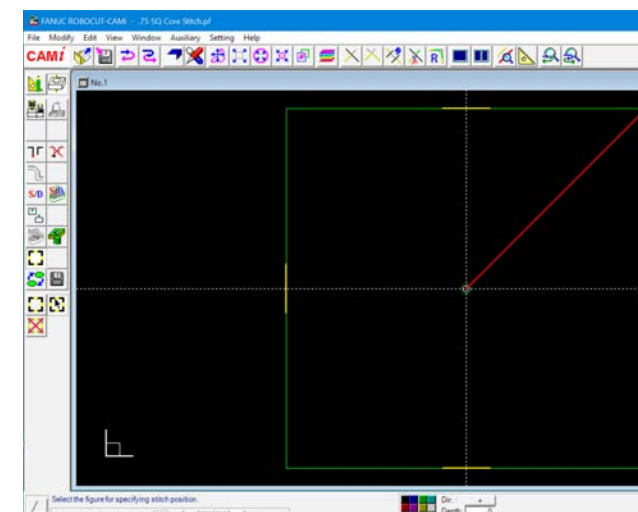 FANUC ROBOCUT-CAMi - .75 SQ Core Stitch.pf
File Modify Edit View Window Auxiliary Setting Help
CAMi
R
No.1
S/D
Select the figure for specifying stitch position.
Dir. :
Depth: 0